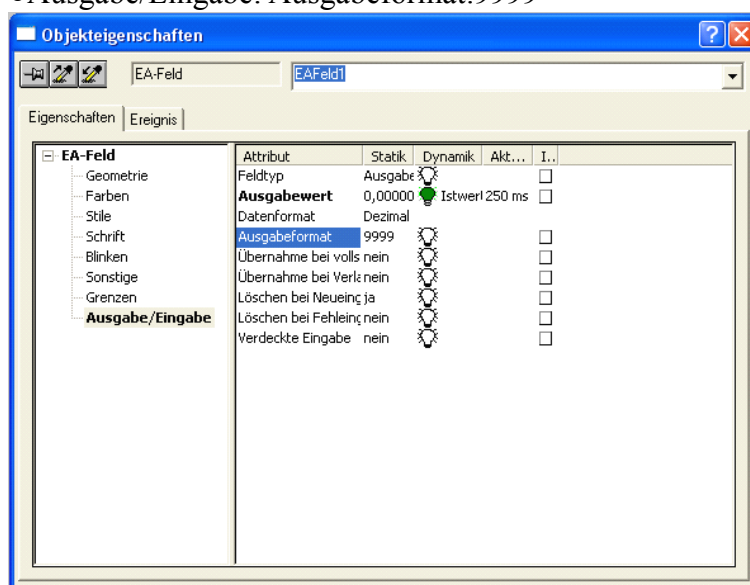 Ausgabe/Eingabe: Ausgabeformat:9999
Objekteigenschaften
EA-Feld EAFeld1
Eigenschaften Ereignis
EA-Feld
Geometrie
Farben
Stile
Schrift
Blinken
Sonstige
Grenzen
Ausgabe/Eingabe
Attribut Statik Dynamik Akt... I..
Feldtyp Ausgabe
Ausgabewert 0,00000 Istwert 250 ms
Datenformat Dezimal
Ausgabeformat 9999
Übernahme bei volls nein
Übernahme bei Verla nein
Löschen bei Neueing ja
Löschen bei Fehleing nein
Verdeckte Eingabe nein